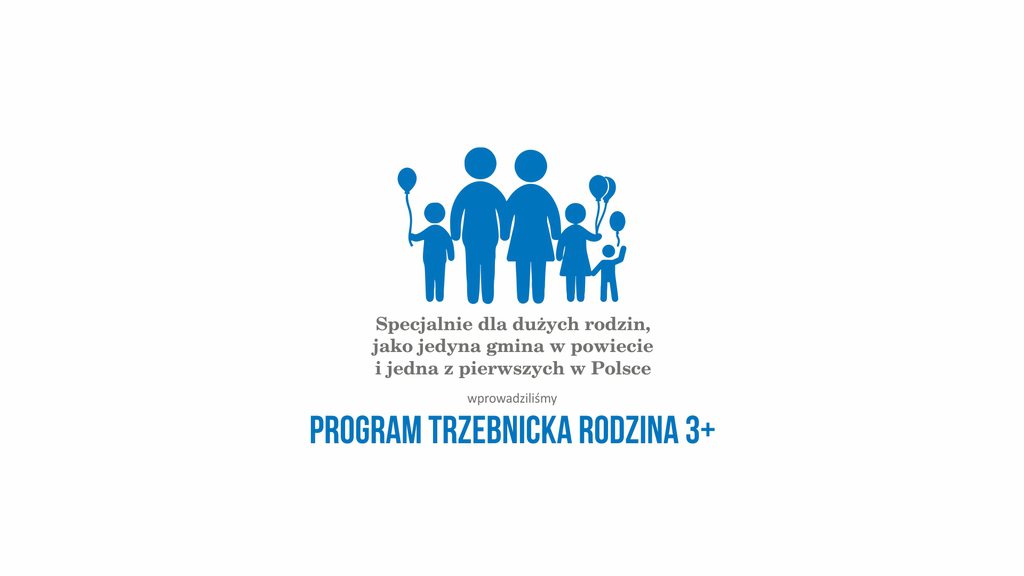 Specjalnie dla dużych rodzin,
jako jedyna gmina w powiecie
i jedna z pierwszych w Polsce
wprowadziliśmy
PROGRAM TRZEBNICKA RODZINA 3+